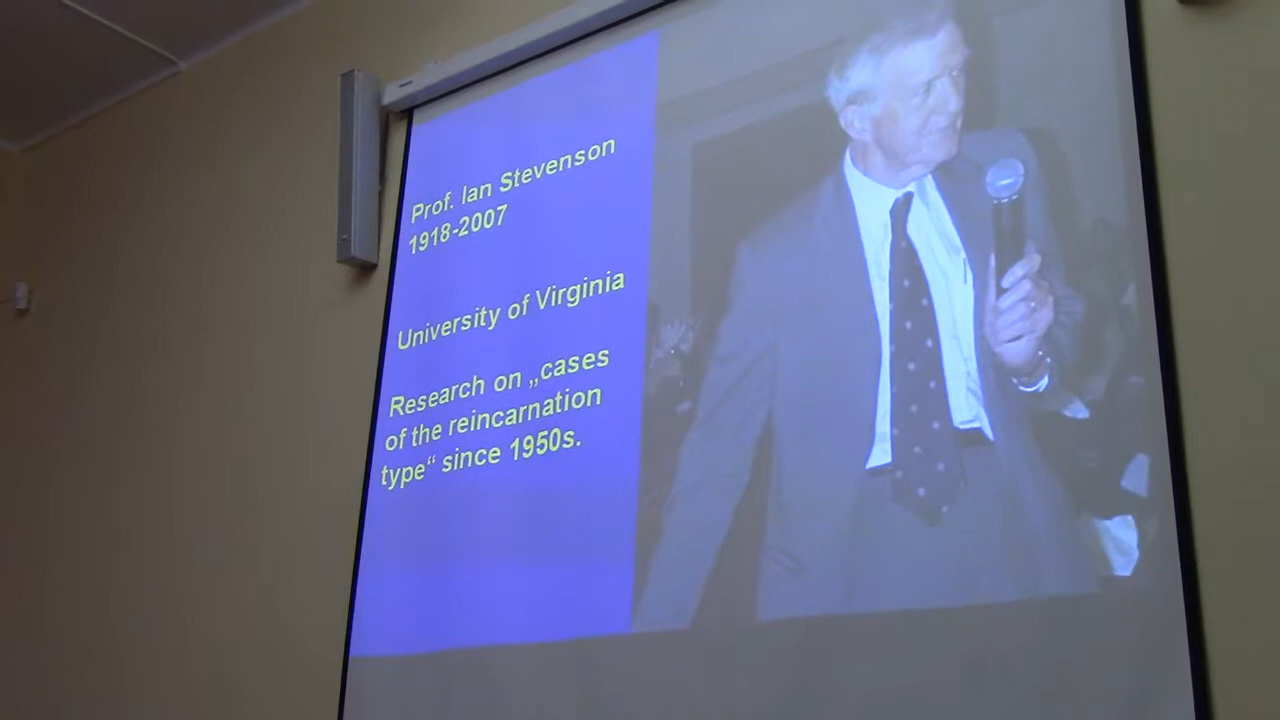 Prof. Ian Stevenson
1918-2007
University of Virginia
Research on „cases
of the reincarnation
type“ since 1950s.